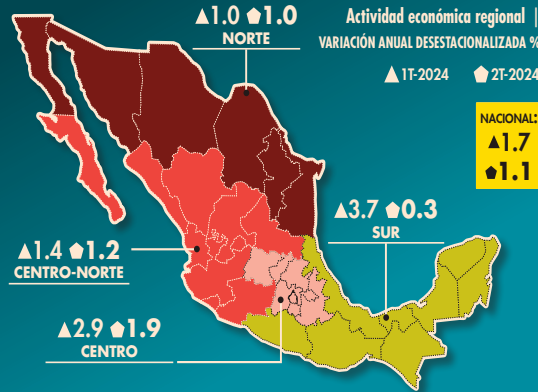 Actividad económica regional |
VARIACIÓN ANUAL DESESTACIONALIZADA %
▲1T-2024 ⬟2T-2024
NACIONAL:
▲1.7
⬟1.1
▲1.0 ⬟1.0
NORTE
▲3.7 ⬟0.3
SUR
▲1.4 ⬟1.2
CENTRO-NORTE
▲2.9 ⬟1.9
CENTRO